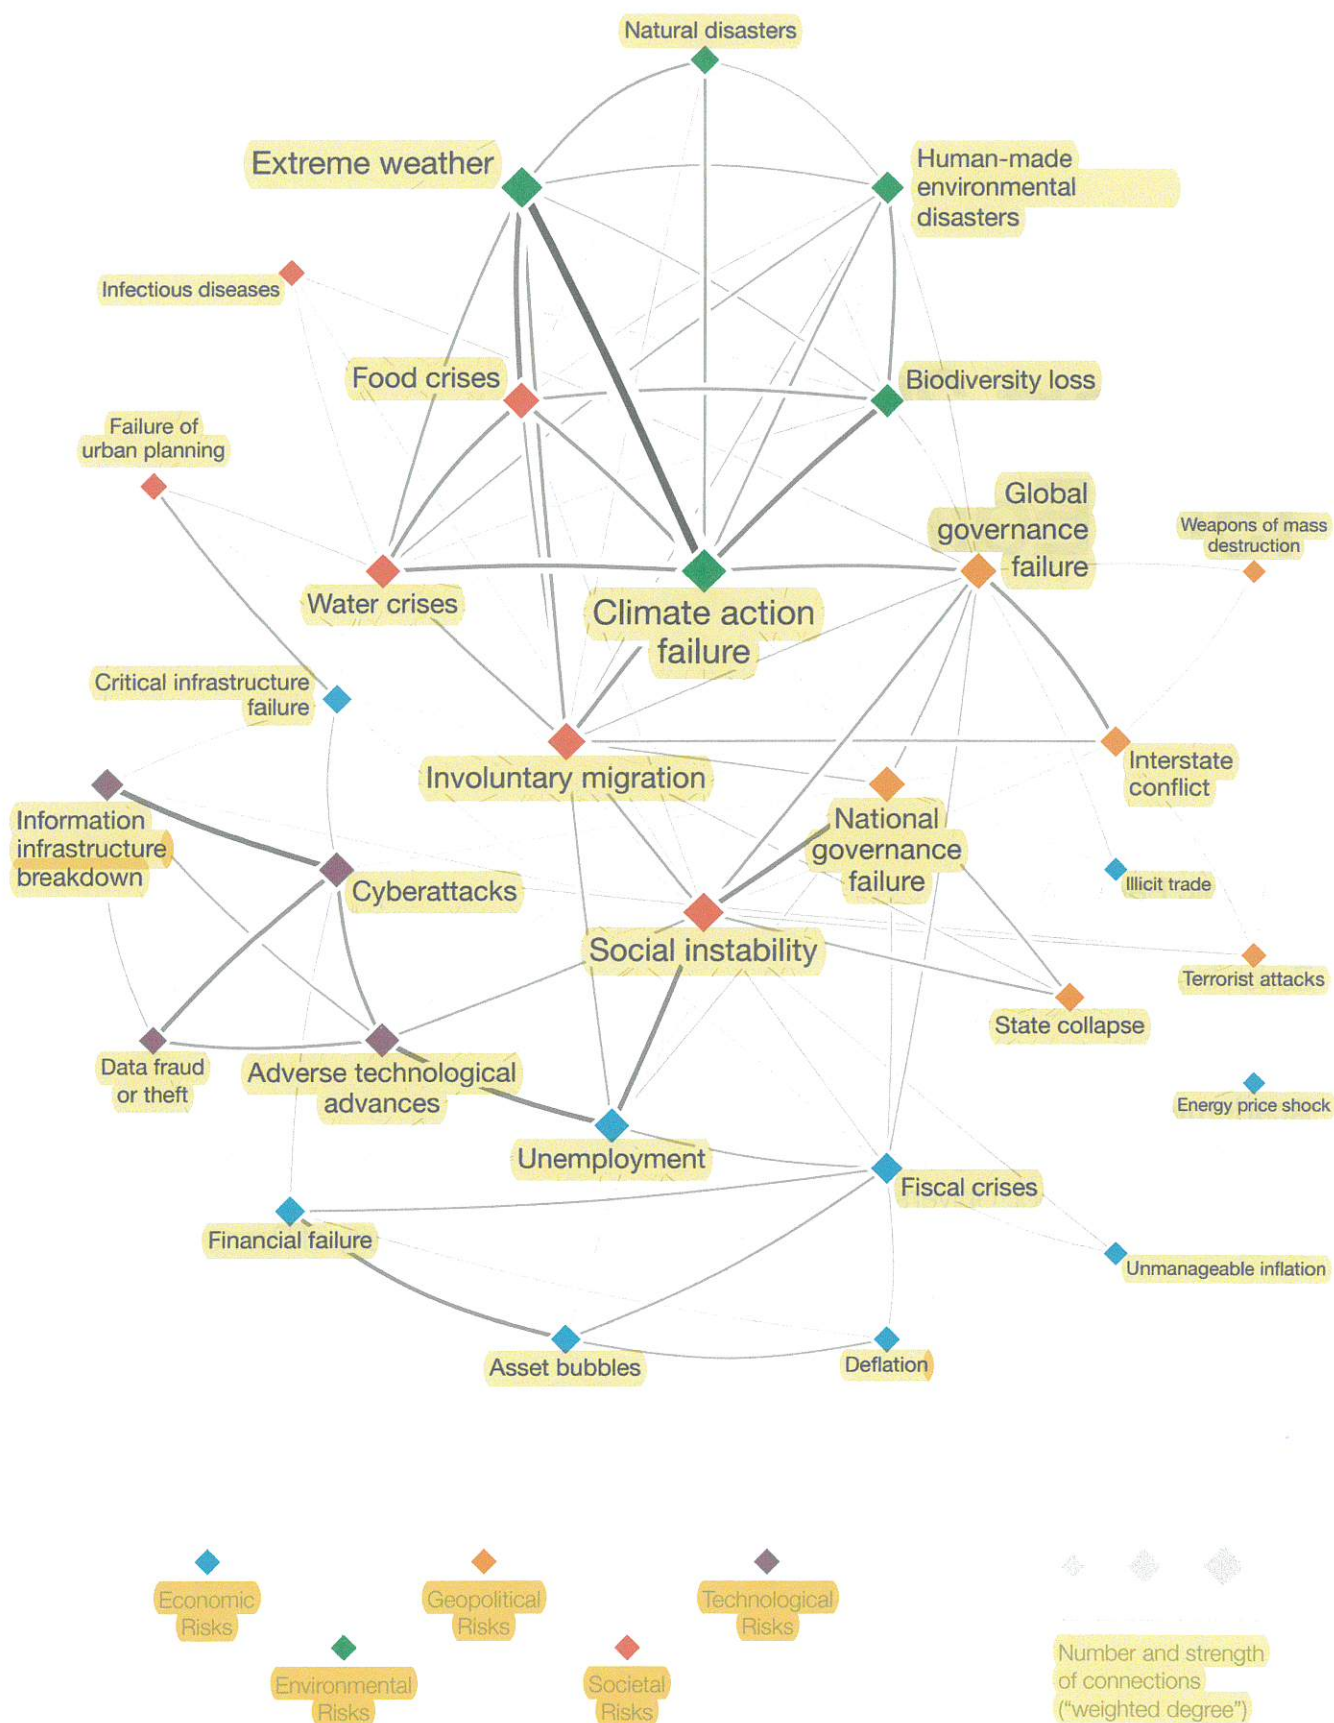 Natural disasters
Extreme weather
Human-made
environmental
disasters
Infectious diseases
Food crises
Biodiversity loss
Failure of
urban planning
Global
governance
failure
Weapons of mass
destruction
Water crises
Climate action
failure
Critical infrastructure
failure
Involuntary migration
Interstate
conflict
Information
infrastructure
breakdown
National
governance
failure
Cyberattacks
Illicit trade
Social instability
Terrorist attacks
State collapse
Data fraud
or theft
Adverse technological
advances
Energy price shock
Unemployment
Fiscal crises
Financial failure
Unmanageable inflation
Asset bubbles
Deflation
Economic
Risks
Geopolitical
Risks
Technological
Risks
Environmental
Risks
Societal
Risks
Number and strength
of connections
("weighted degree")